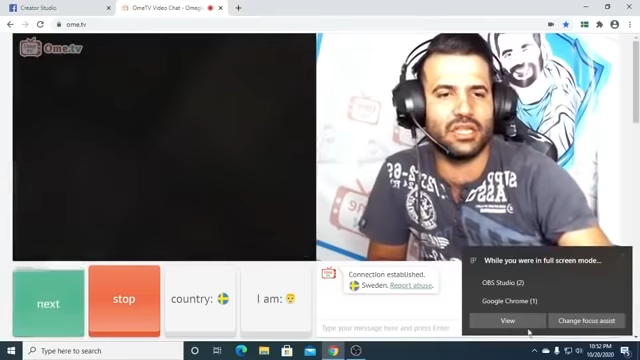 Creator Studio
OmeTV Video Chat - Omegle
ome.tv
Ome.tv
next
stop
country:
I am:
Connection established.
Sweden. Report abuse.
Type your message here and press Enter
While you were in full screen mode...
OBS Studio (2)
Google Chrome (1)
View
Change focus assist
Type here to search
10:52 PM
10/20/2020